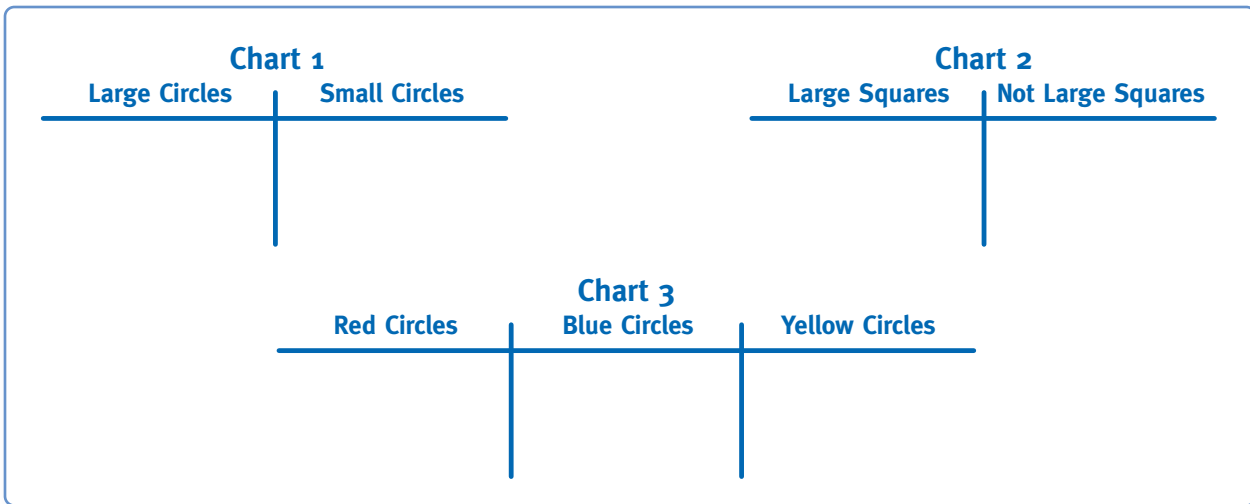 Chart 1
Large Circles Small Circles
Chart 2
Large Squares Not Large Squares
Chart 3
Red Circles Blue Circles Yellow Circles